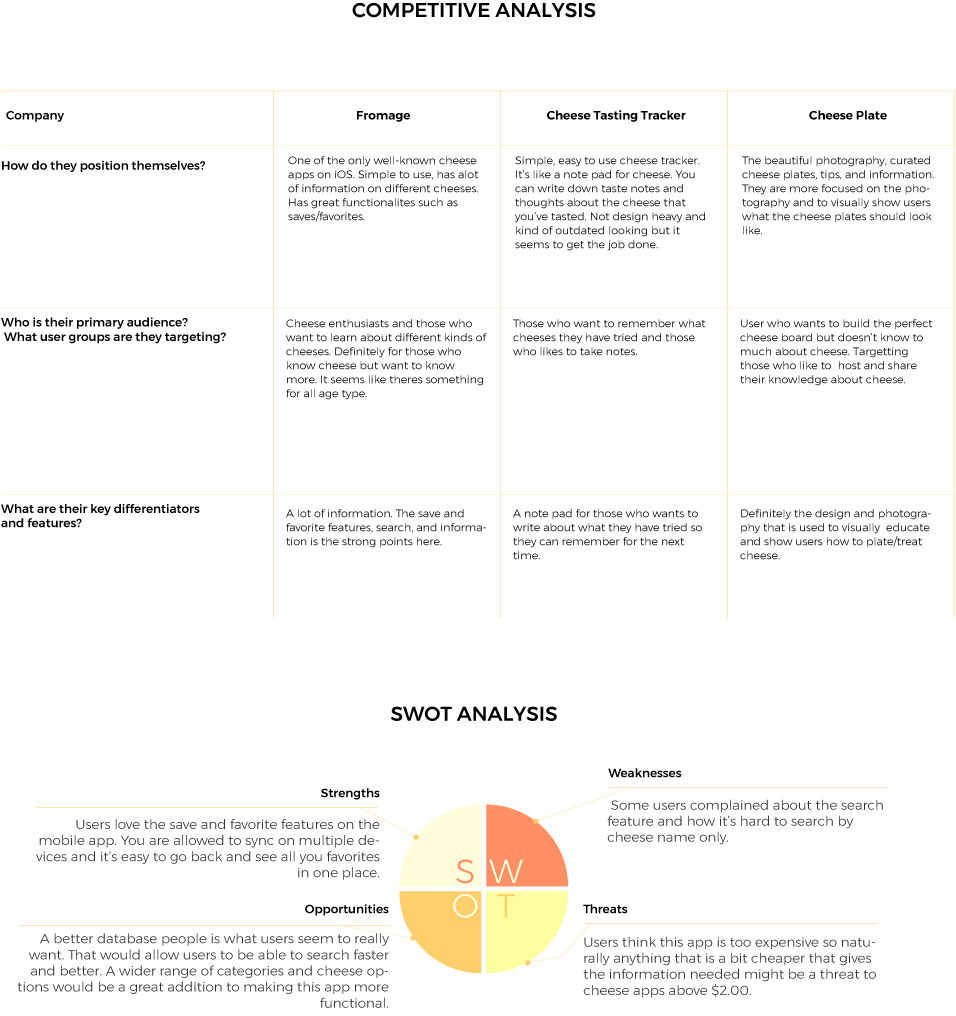 COMPETITIVE ANALYSIS
Company
Fromage
Cheese Tasting Tracker
Cheese Plate
How do they position themselves?
One of the only well-known cheese
apps on iOS. Simple to use, has alot
of information on different cheeses.
Has great functionalites such as
saves/favorites.
Simple, easy to use cheese tracker.
It's like a note pad for cheese. You
can write down taste notes and
thoughts about the cheese that
you've tasted. Not design heavy and
kind of outdated looking but it
seems to get the job done.
The beautiful photography, curated
cheese plates, tips, and information.
They are more focused on the pho-
tography and to visually show users
what the cheese plates should look
like.
Who is their primary audience?
What user groups are they targeting?
Cheese enthusiasts and those who
want to learn about different kinds of
cheeses. Definitely for those who
know cheese but want to know
more. It seems like theres something
for all age type.
Those who want to remember what
cheeses they have tried and those
who likes to take notes.
User who wants to build the perfect
cheese board but doesn't know to
much about cheese. Targetting
those who like to host and share
their knowledge about cheese.
What are their key differentiators
and features?
A lot of information. The save and
favorite features, search, and informa-
tion is the strong points here.
A note pad for those who wants to
write about what they have tried so
they can remember for the next
time.
Definitely the design and photogra-
phy that is used to visually educate
and show users how to plate/treat
cheese.
SWOT ANALYSIS
Strengths
Users love the save and favorite features on the
mobile app. You are allowed to sync on multiple de-
vices and it's easy to go back and see all you favorites
in one place.
Weaknesses
Some users complained about the search
feature and how it's hard to search by
cheese name only.
S W
O T
Opportunities
A better database people is what users seem to really
want. That would allow users to be able to search faster
and better. A wider range of categories and cheese op-
tions would be a great addition to making this app more
functional.
Threats
Users think this app is too expensive so natu-
rally anything that is a bit cheaper that gives
the information needed might be a threat to
cheese apps above $2.00.